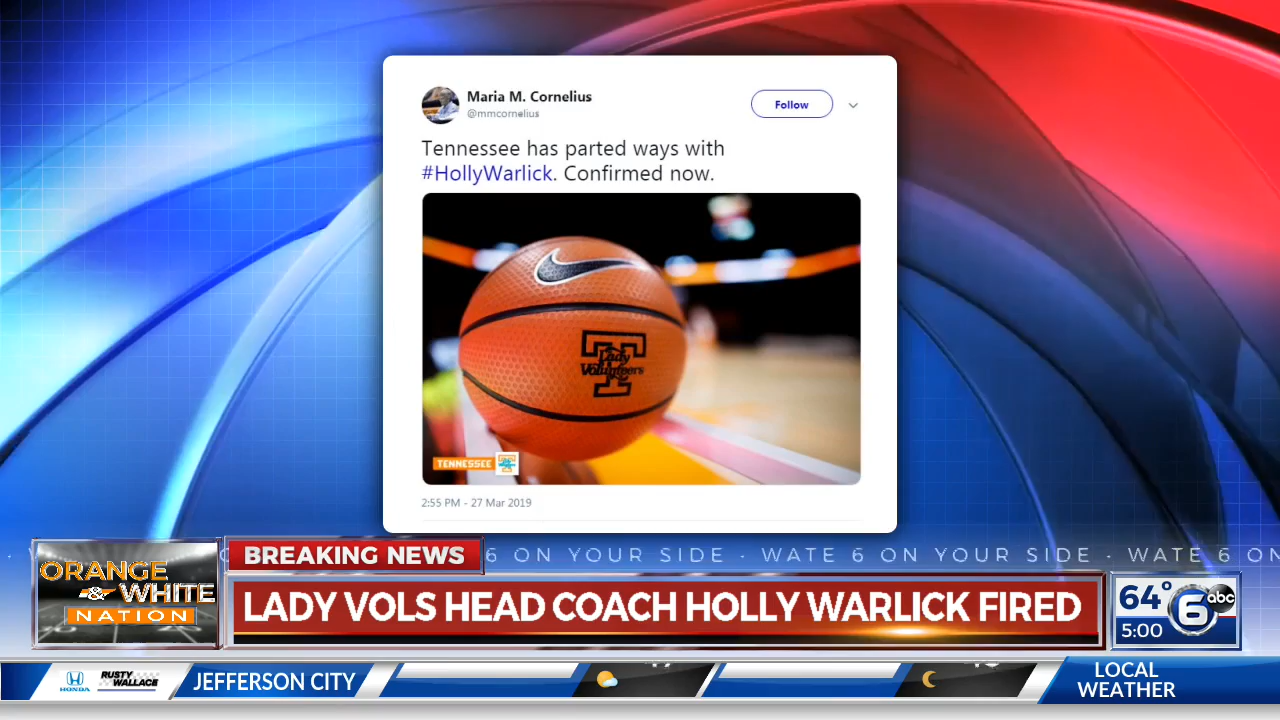 Maria M. Cornelius
@mmcornelius
Follow
Tennessee has parted ways with
#HollyWarlick. Confirmed now.
Lady
Volunteers
T
TENNESSEE
2:55 PM - 27 Mar 2019
BREAKING NEWS
6 ON YOUR SIDE · WATE 6 ON YOUR SIDE · WATE 6 ON
ORANGE
& WHITE
NATION
LADY VOLS HEAD COACH HOLLY WARLICK FIRED
64°
6
abc
5:00
HONDA
RUSTY
WALLACE
JEFFERSON CITY
LOCAL
WEATHER